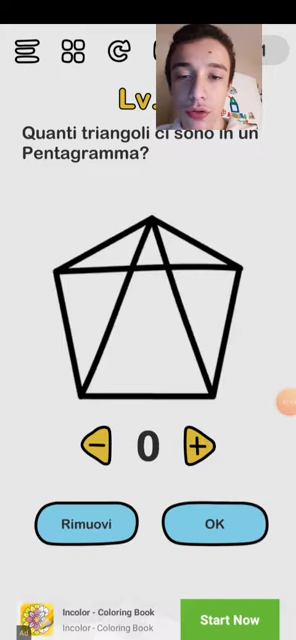 1
Lv.
Quanti triangoli ci sono in un
Pentagramma?
0
Rimuovi
OK
Incolor - Coloring Book
Incolor - Coloring Book
Start Now
Ad